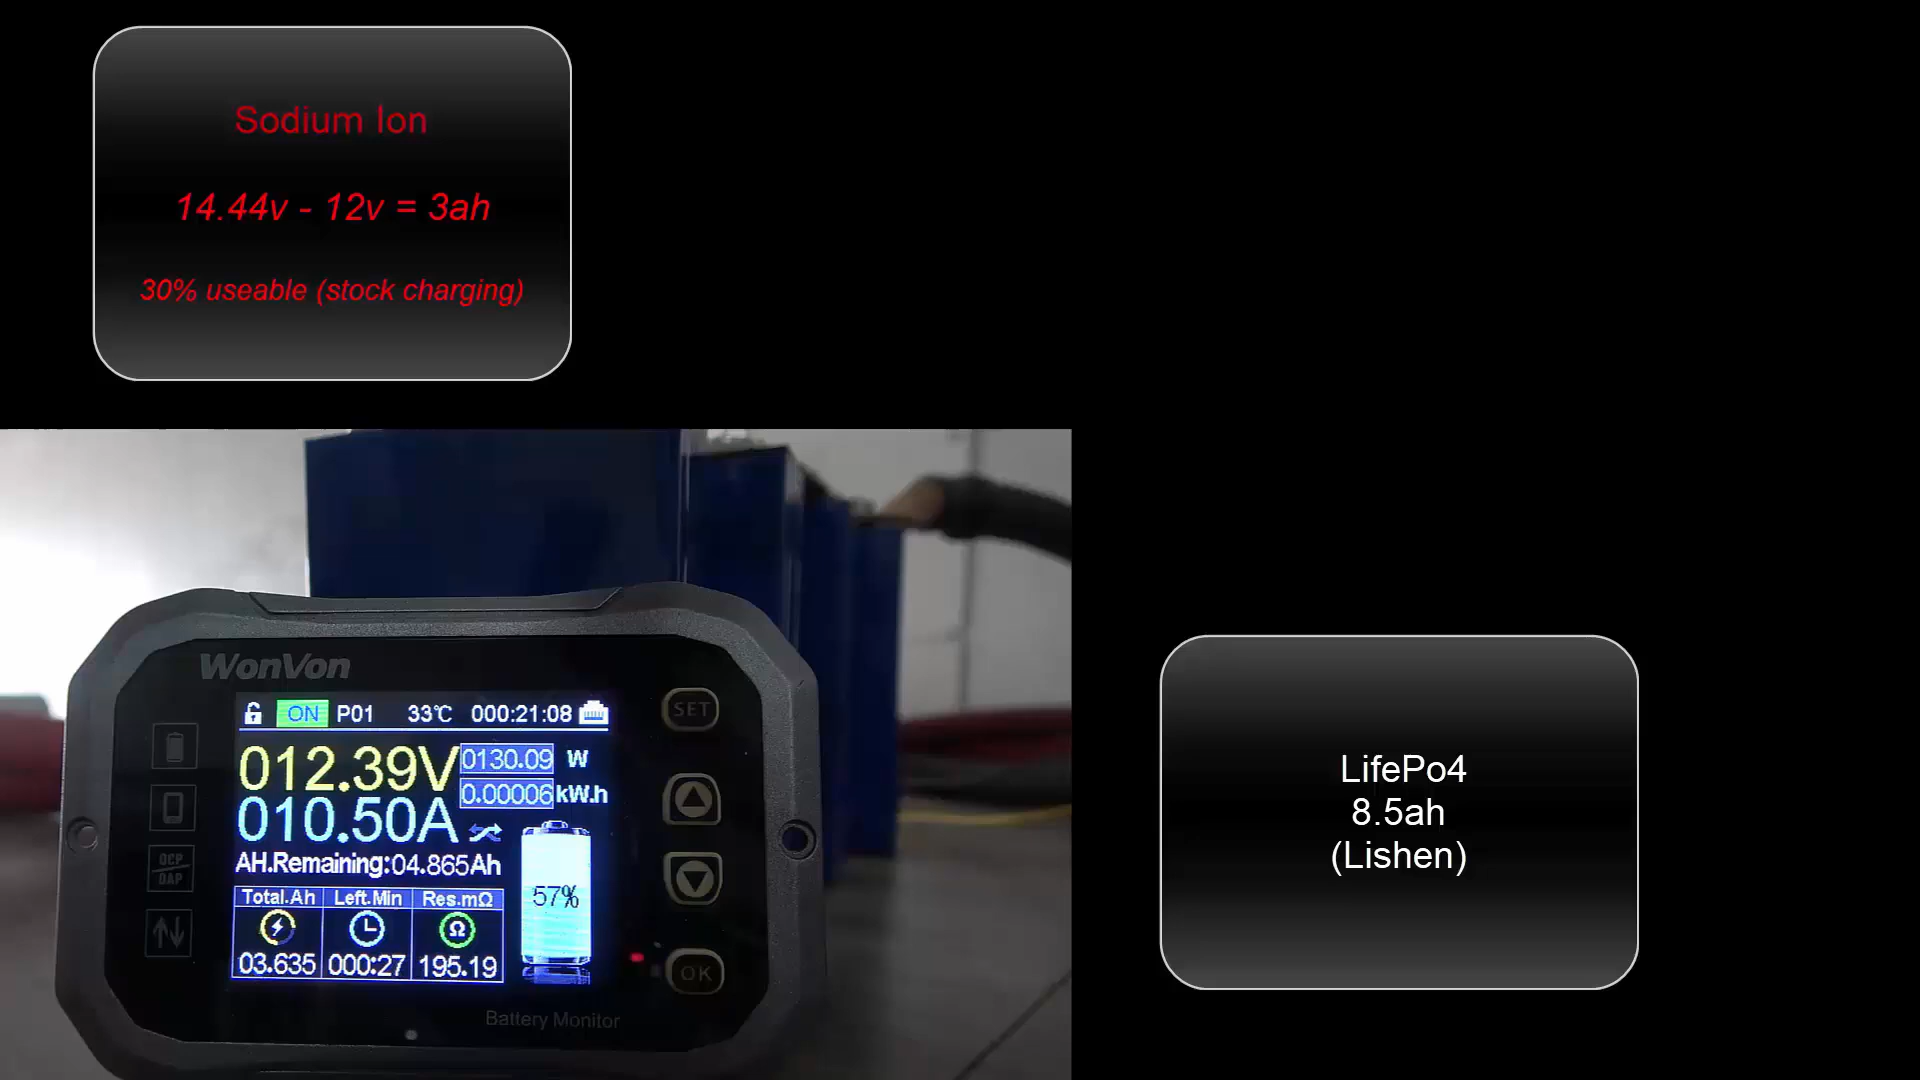 Sodium Ion
14.44v - 12v = 3ah
30% useable (stock charging)
WonVon
ON P01 33℃ 000:21:08
012.39V 0130.09 W
010.50A 0.00006 kW.h
AH.Remaining:04.865Ah
57%
Total.Ah Left.Min Res.mΩ
Ω
03.635 000:27 195.19
SET
OCP
OAP
OK
Battery Monitor
LifePo4
8.5ah
(Lishen)